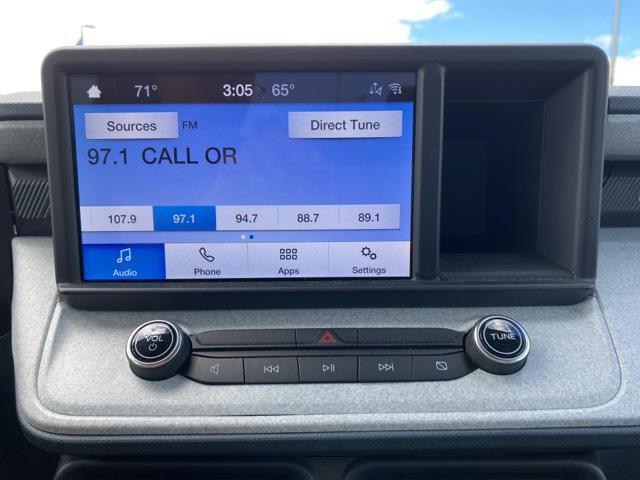 71° 3:05 65°
Sources FM Direct Tune
97.1 CALL OR
107.9 97.1 94.7 88.7 89.1
Audio Phone Apps Settings
VOL TUNE